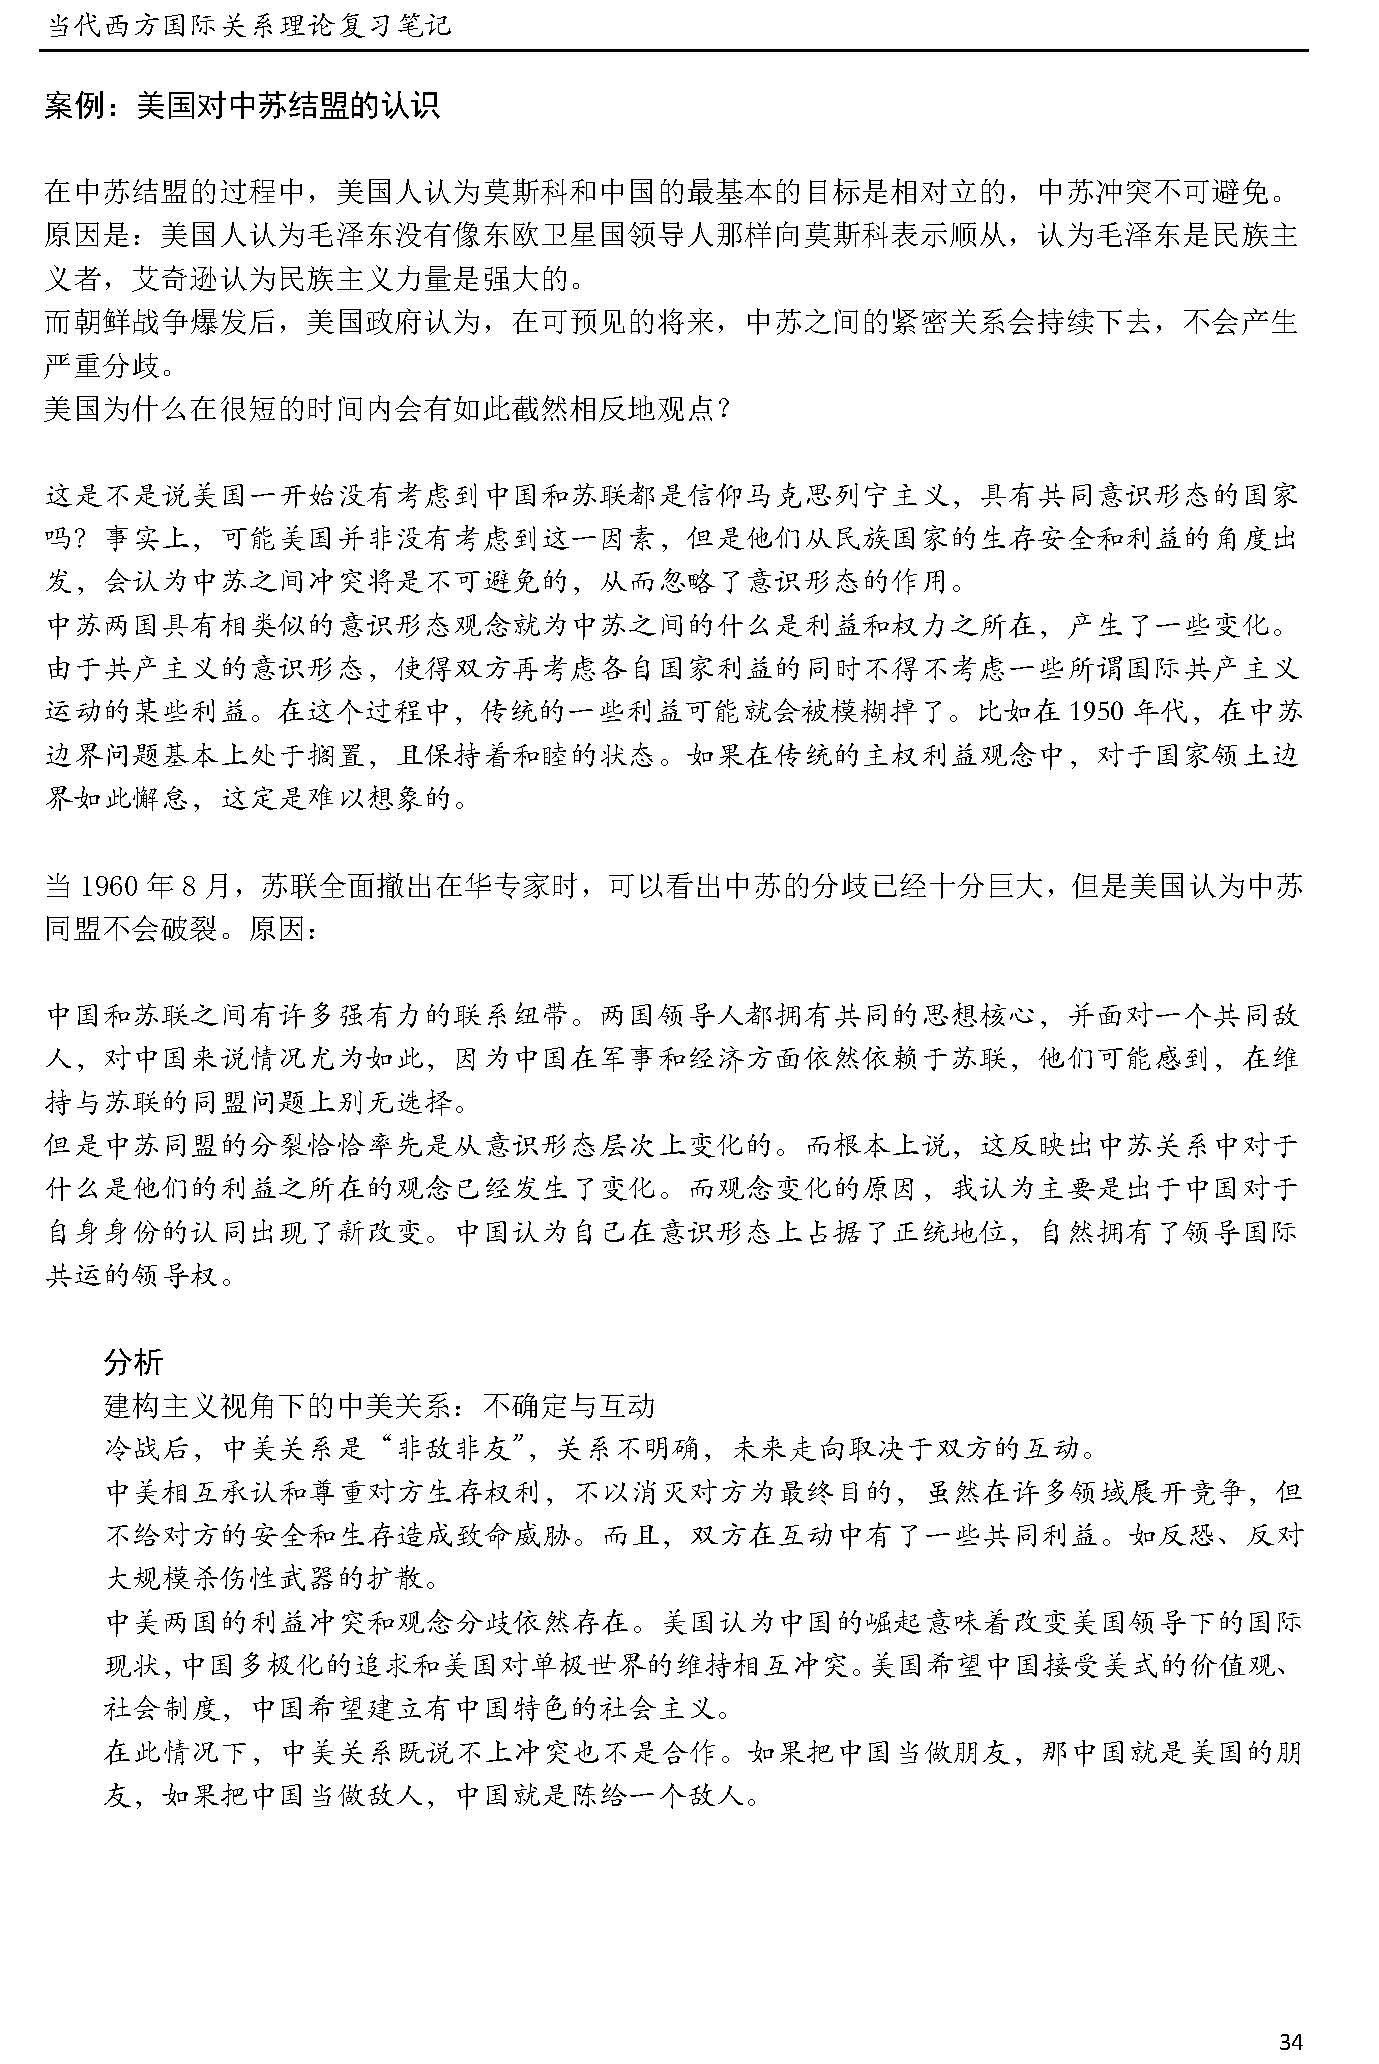 当代西方国际关系理论复习笔记
案例：美国对中苏结盟的认识
在中苏结盟的过程中，美国人认为莫斯科和中国的最基本的目标是相对立的，中苏冲突不可避免。
原因是：美国人认为毛泽东没有像东欧卫星国领导人那样向莫斯科表示顺从，认为毛泽东是民族主
义者，艾奇逊认为民族主义力量是强大的。
而朝鲜战争爆发后，美国政府认为，在可预见的将来，中苏之间的紧密关系会持续下去，不会产生
严重分歧。
美国为什么在很短的时间内会有如此截然相反地观点？
这是不是说美国一开始没有考虑到中国和苏联都是信仰马克思列宁主义，具有共同意识形态的国家
吗？事实上，可能美国并非没有考虑到这一因素，但是他们从民族国家的生存安全和利益的角度出
发，会认为中苏之间冲突将是不可避免的，从而忽略了意识形态的作用。
中苏两国具有相类似的意识形态观念就为中苏之间的什么是利益和权力之所在，产生了一些变化。
由于共产主义的意识形态，使得双方再考虑各自国家利益的同时不得不考虑一些所谓国际共产主义
运动的某些利益。在这个过程中，传统的一些利益可能就会被模糊掉了。比如在 1950 年代，在中苏
边界问题基本上处于搁置，且保持着和睦的状态。如果在传统的主权利益观念中，对于国家领土边
界如此懈怠，这定是难以想象的。
当 1960 年 8 月，苏联全面撤出在华专家时，可以看出中苏的分歧已经十分巨大，但是美国认为中苏
同盟不会破裂。原因：
中国和苏联之间有许多强有力的联系纽带。两国领导人都拥有共同的思想核心，并面对一个共同敌
人，对中国来说情况尤为如此，因为中国在军事和经济方面依然依赖于苏联，他们可能感到，在维
持与苏联的同盟问题上别无选择。
但是中苏同盟的分裂恰恰率先是从意识形态层次上变化的。而根本上说，这反映出中苏关系中对于
什么是他们的利益之所在的观念已经发生了变化。而观念变化的原因，我认为主要是出于中国对于
自身身份的认同出现了新改变。中国认为自己在意识形态上占据了正统地位，自然拥有了领导国际
共运的领导权。
分析
建构主义视角下的中美关系：不确定与互动
冷战后，中美关系是“非敌非友”，关系不明确，未来走向取决于双方的互动。
中美相互承认和尊重对方生存权利，不以消灭对方为最终目的，虽然在许多领域展开竞争，但
不给对方的安全和生存造成致命威胁。而且，双方在互动中有了一些共同利益。如反恐、反对
大规模杀伤性武器的扩散。
中美两国的利益冲突和观念分歧依然存在。美国认为中国的崛起意味着改变美国领导下的国际
现状，中国多极化的追求和美国对单极世界的维持相互冲突。美国希望中国接受美式的价值观、
社会制度，中国希望建立有中国特色的社会主义。
在此情况下，中美关系既说不上冲突也不是合作。如果把中国当做朋友，那中国就是美国的朋
友，如果把中国当做敌人，中国就是陈给一个敌人。
34